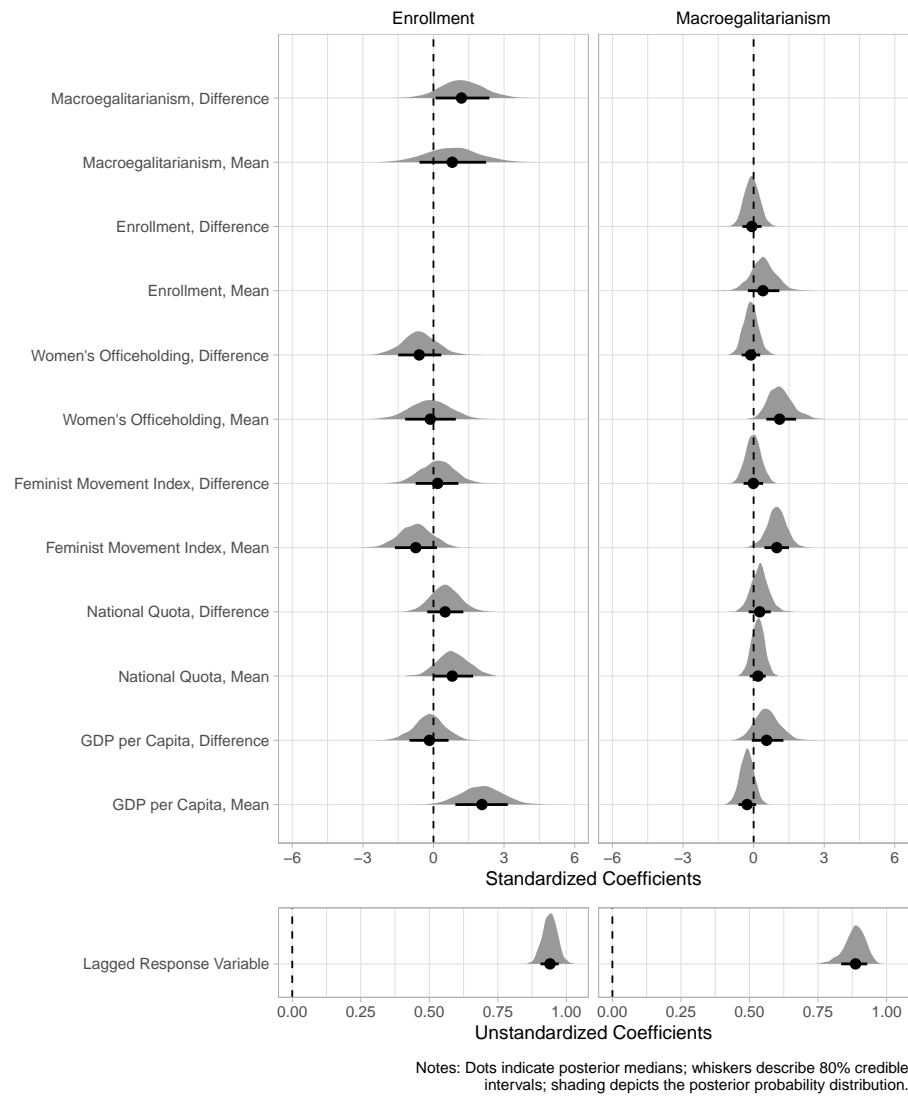 Enrollment
Macroegalitarianism
Macroegalitarianism, Difference
Macroegalitarianism, Mean
Enrollment, Difference
Enrollment, Mean
Women's Officeholding, Difference
Women's Officeholding, Mean
Feminist Movement Index, Difference
Feminist Movement Index, Mean
National Quota, Difference
National Quota, Mean
GDP per Capita, Difference
GDP per Capita, Mean
−6 −3 0 3 6 −6 −3 0 3 6
Standardized Coefficients
Lagged Response Variable
0.00 0.25 0.50 0.75 1.00 0.00 0.25 0.50 0.75 1.00
Unstandardized Coefficients
Notes: Dots indicate posterior medians; whiskers describe 80% credible
intervals; shading depicts the posterior probability distribution.